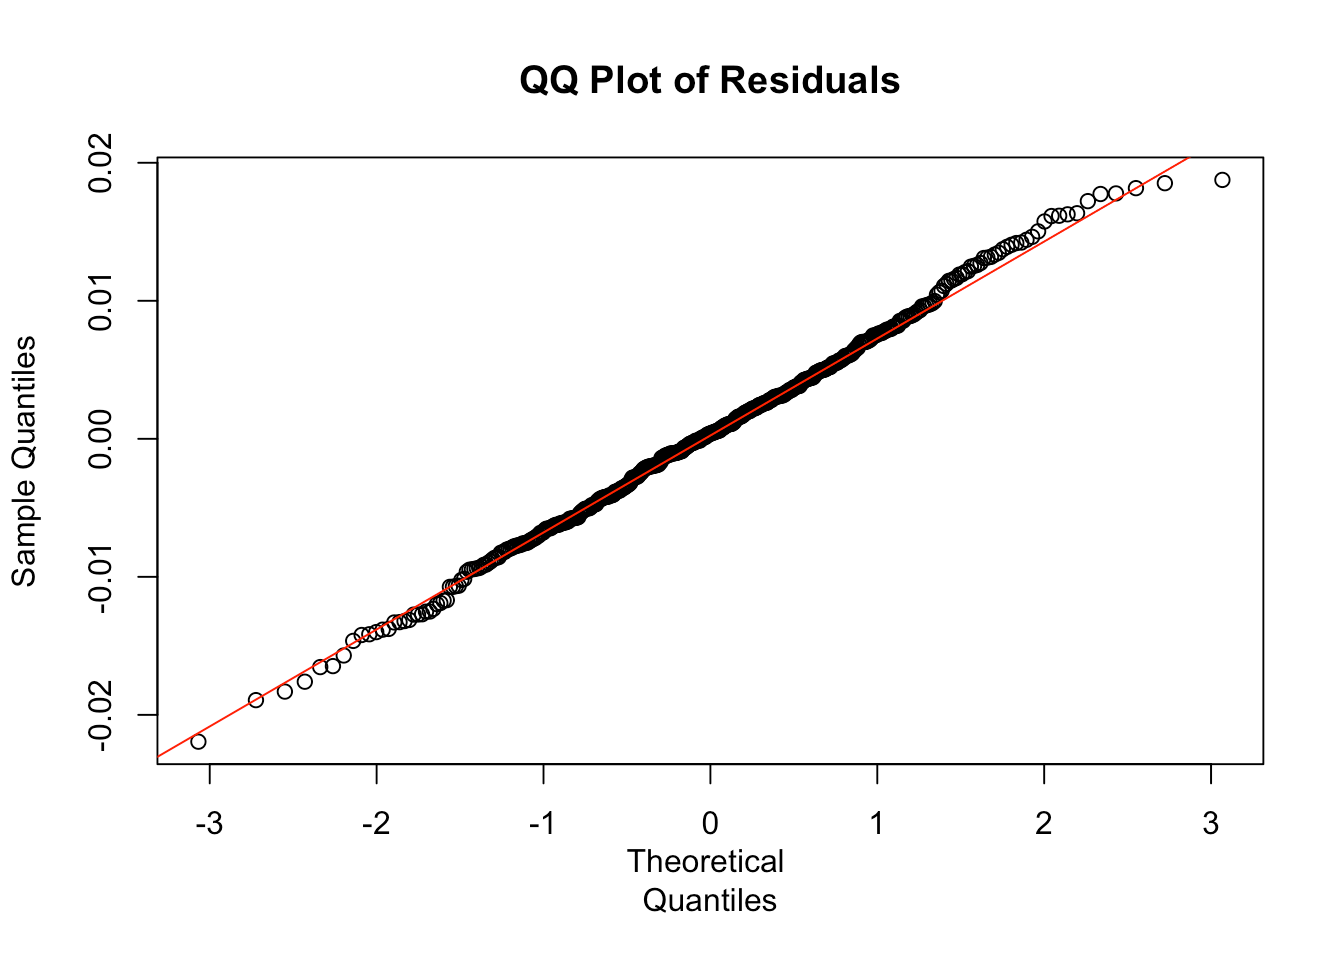 QQ Plot of Residuals
0.02
0.01
0.00
-0.01
-0.02
Sample Quantiles
-3 -2 -1 0 1 2 3
Theoretical
Quantiles